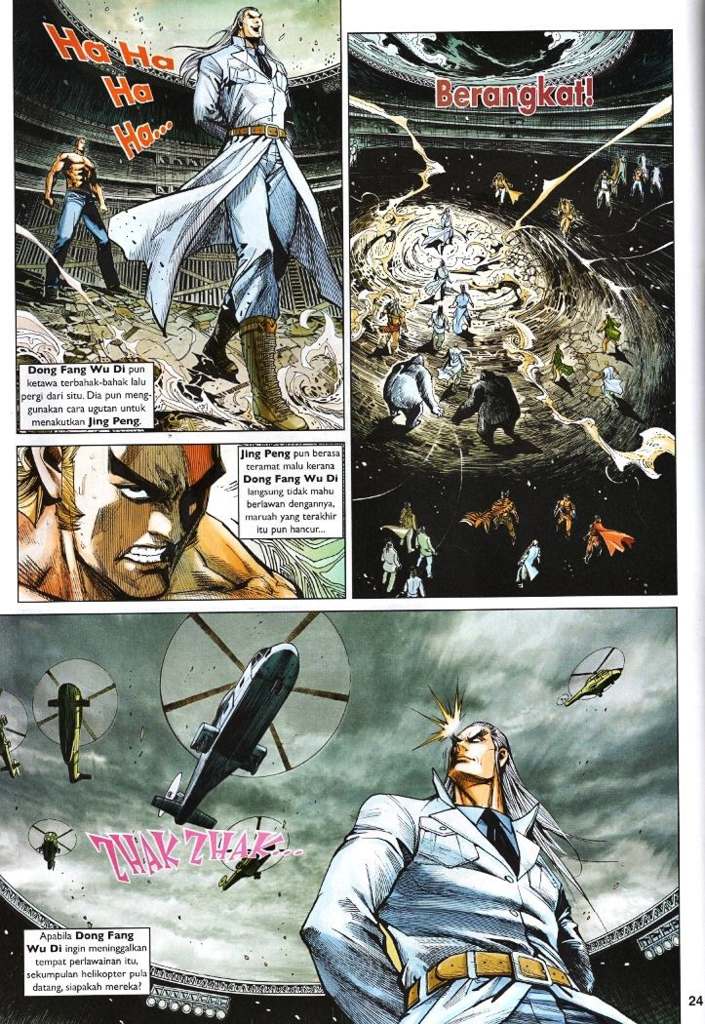 Ha Ha
Ha
Ha...
Dong Fang Wu Di pun
ketawa terbahak-bahak lalu
pergi dari situ. Dia pun meng-
gunakan cara ugutan untuk
menakutkan Jing Peng.
Berangkat!
Jing Peng pun berasa
teramat malu kerana
Dong Fang Wu Di
langsung tidak mahu
berlawan dengannya,
maruah yang terakhir
itu pun hancur...
ZHAK ZHAK...
Apabila Dong Fang
Wu Di ingin meninggalkan
tempat perlawainan itu,
sekumpulan helikopter pula
datang, siapakah mereka?
24